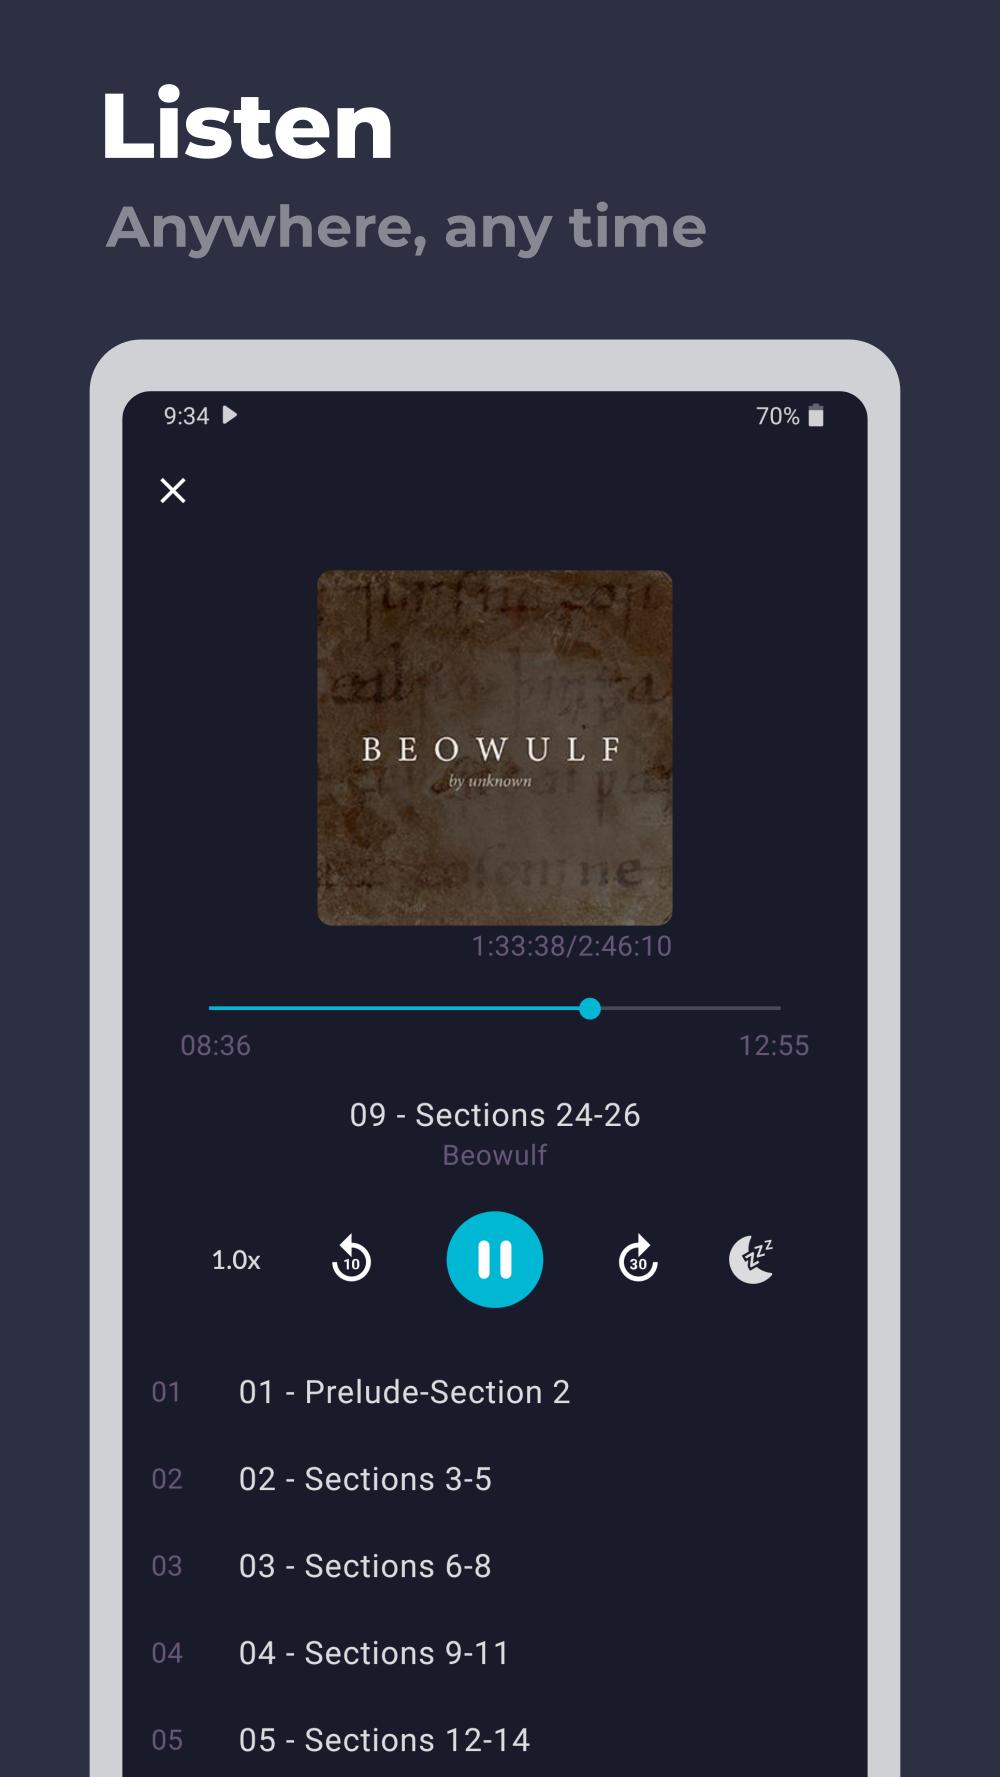 Listen
Anywhere, any time
9:34
70%
BEOWULF
by unknown
1:33:38/2:46:10
08:36
12:55
09 - Sections 24-26
Beowulf
1.0x
10
30
zzz
01 01 - Prelude-Section 2
02 02 - Sections 3-5
03 03 - Sections 6-8
04 04 - Sections 9-11
05 05 - Sections 12-14